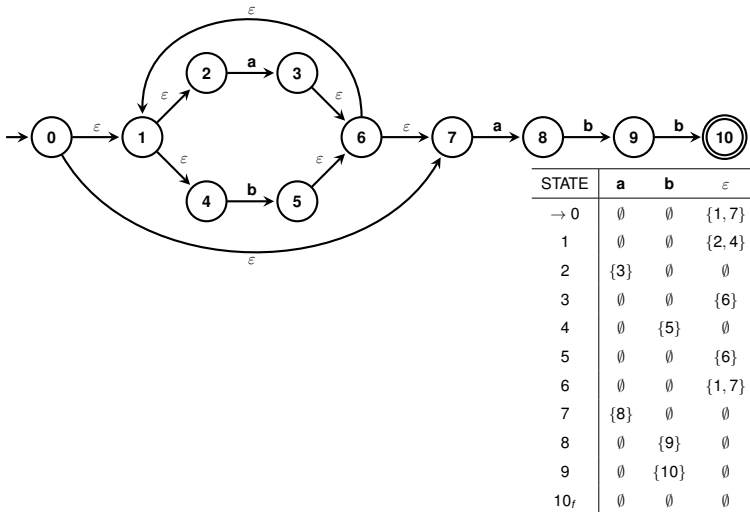 ε
2 a 3
ε ε
0 ε 1 6 ε 7 a 8 b 9 b 10
ε ε
4 b 5
ε
STATE a b ε
→ 0 ∅ ∅ {1, 7}
1 ∅ ∅ {2, 4}
2 {3} ∅ ∅
3 ∅ ∅ {6}
4 ∅ {5} ∅
5 ∅ ∅ {6}
6 ∅ ∅ {1, 7}
7 {8} ∅ ∅
8 ∅ {9} ∅
9 ∅ {10} ∅
10f ∅ ∅ ∅